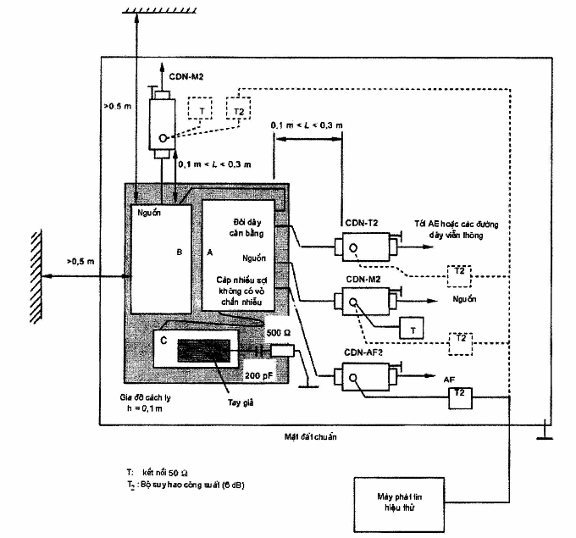 CDN-M2
>0.5 m
T
T2
0,1 m < L < 0,3 m
0,1 m < L < 0,3 m
Nguồn
B
A
Đôi dây
cân bằng
Nguồn
Cáp nhiều sợi
không có vỏ
chắn nhiễu
CDN-T2
Tới AE hoặc các đường
dây viễn thông
T2
>0,5 m
CDN-M2
Nguồn
T
T2
C
500 Ω
200 pF
CDN-AF2
AF
T2
Giá đỡ cách ly
h = 0,1 m
Tay giả
Mặt đất chuẩn
T: kết nối 50 Ω
T2 : Bộ suy hao công suất (6 dB)
Máy phát tín
hiệu thử